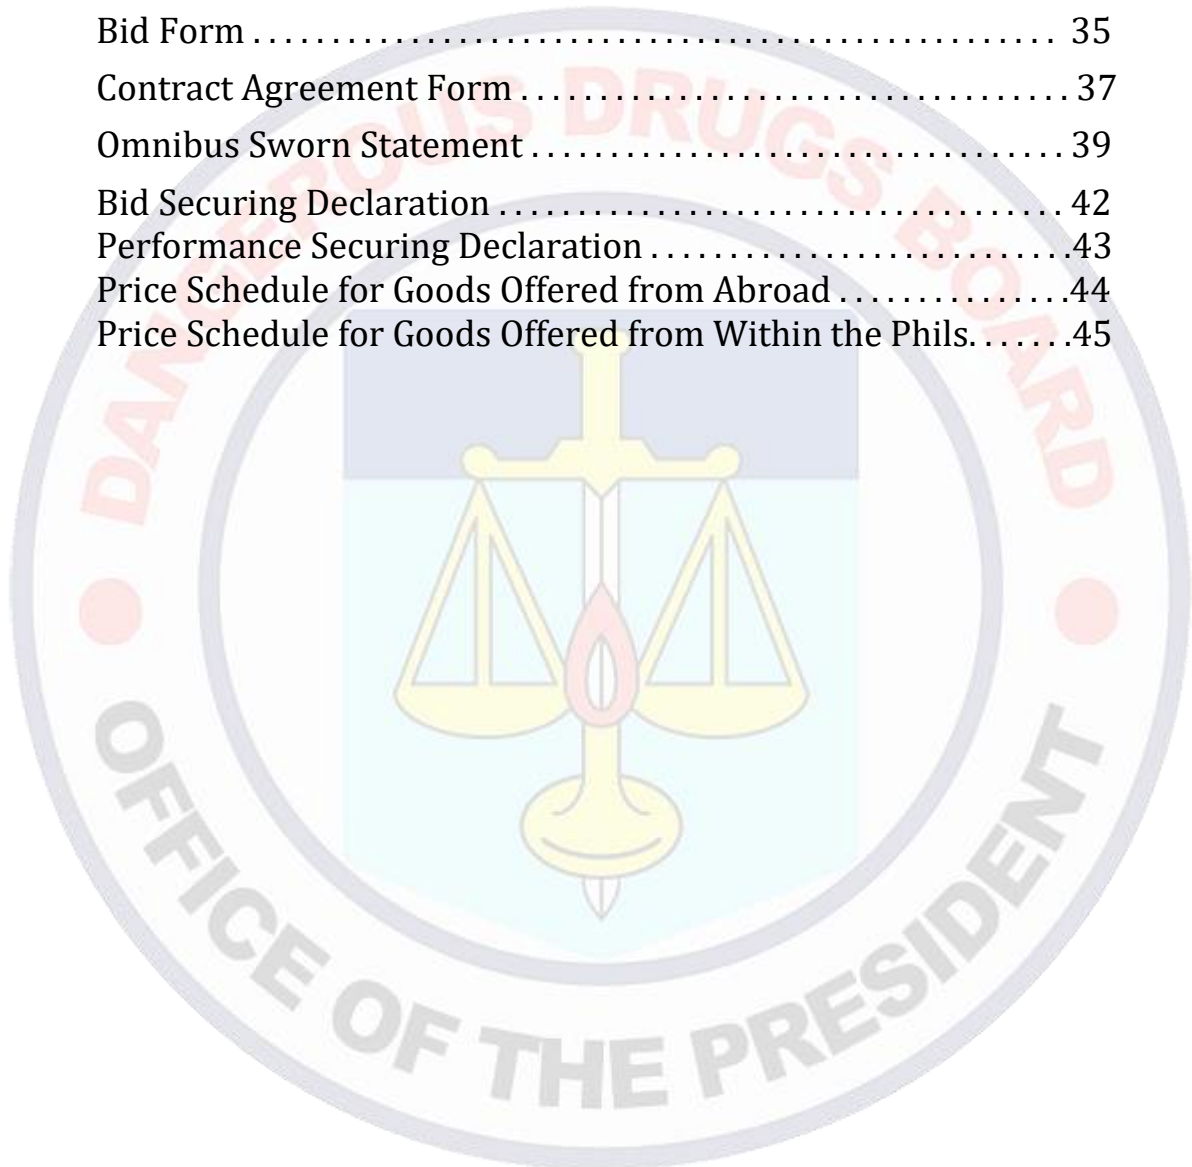 Bid Form . . . . . . . . . . . . . . . . . . . . . . . . . . . . . . . . . . . . . . . . . . . . . . . . . . . 35
Contract Agreement Form . . . . . . . . . . . . . . . . . . . . . . . . . . . . . . . . . . . 37
Omnibus Sworn Statement . . . . . . . . . . . . . . . . . . . . . . . . . . . . . . . . . . 39
Bid Securing Declaration . . . . . . . . . . . . . . . . . . . . . . . . . . . . . . . . . . . . 42
Performance Securing Declaration . . . . . . . . . . . . . . . . . . . . . . . . . . .43
Price Schedule for Goods Offered from Abroad . . . . . . . . . . . . . . .44
Price Schedule for Goods Offered from Within the Phils. . . . . . .45
DANGEROUS DRUGS BOARD
OFFICE OF THE PRESIDENT